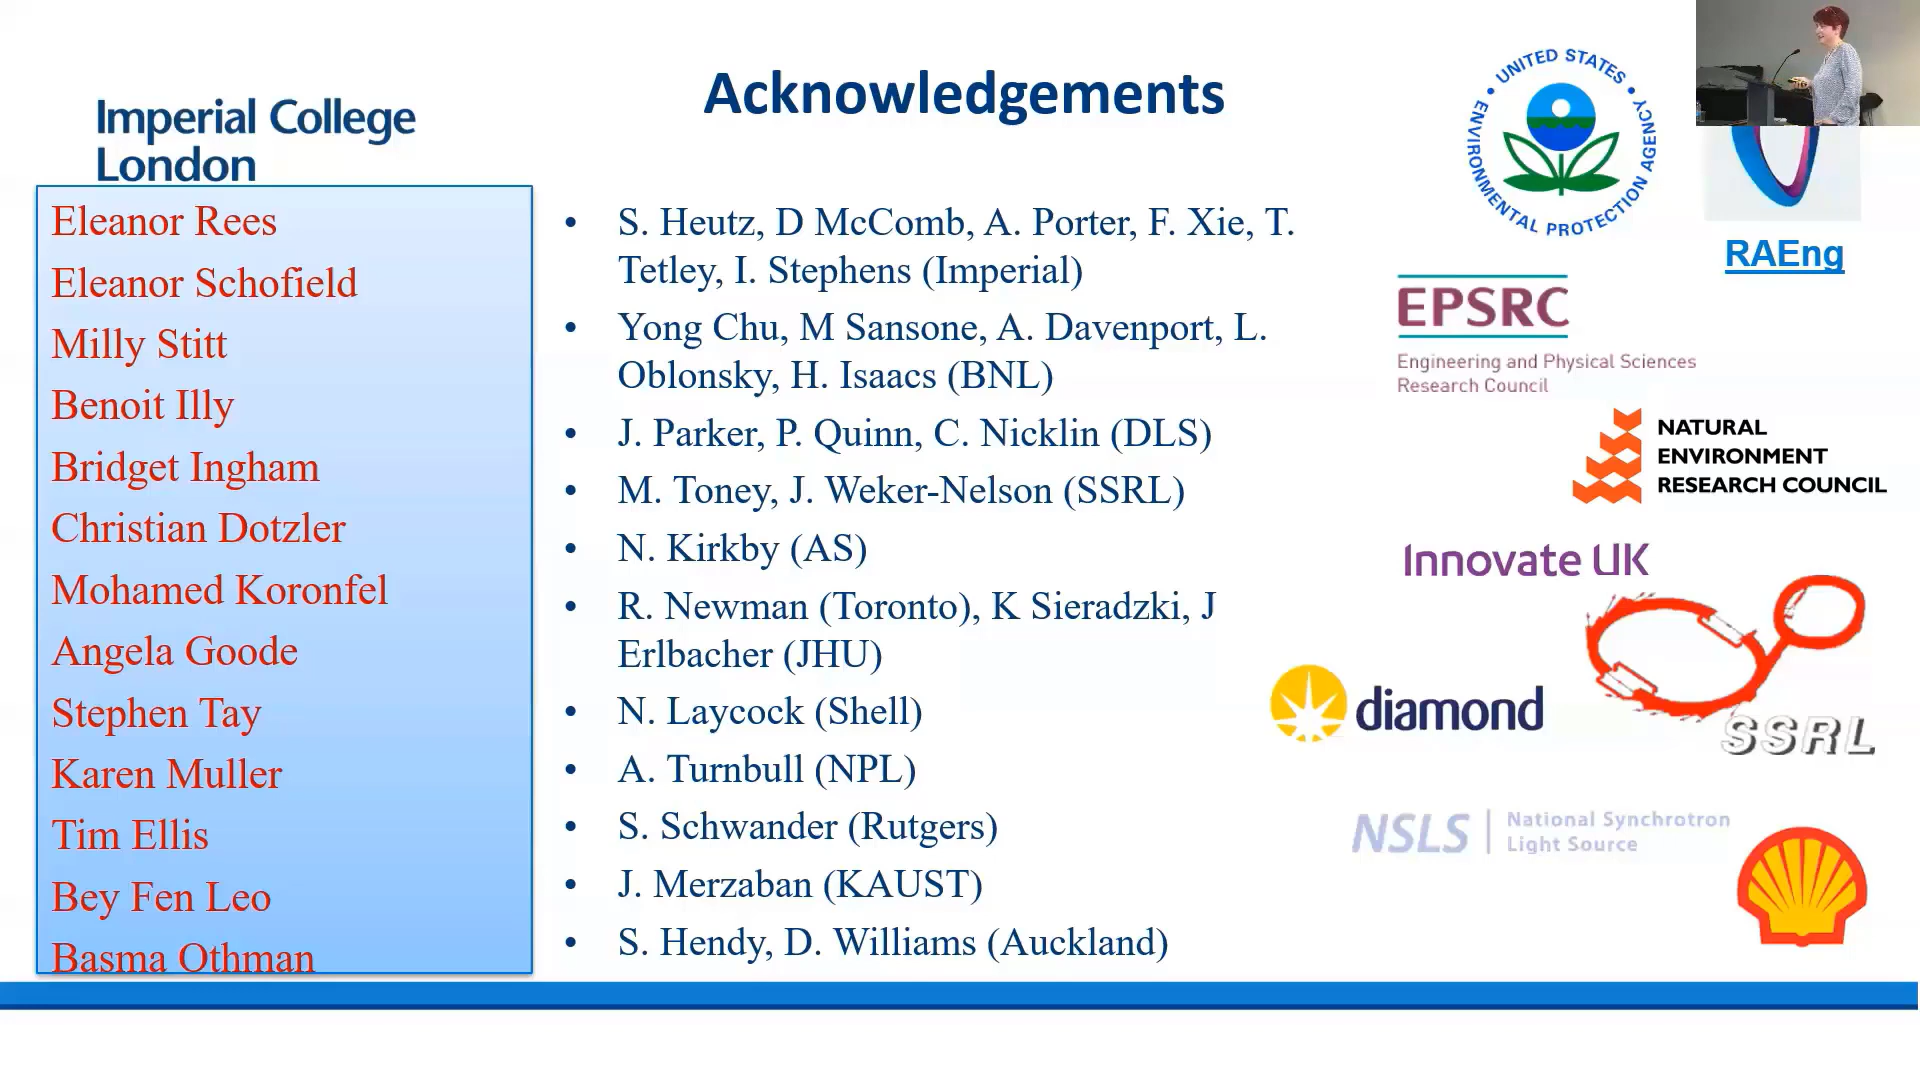 Acknowledgements
Imperial College
London
Eleanor Rees
Eleanor Schofield
Milly Stitt
Benoit Illy
Bridget Ingham
Christian Dotzler
Mohamed Koronfel
Angela Goode
Stephen Tay
Karen Muller
Tim Ellis
Bey Fen Leo
Basma Othman
• S. Heutz, D McComb, A. Porter, F. Xie, T.
Tetley, I. Stephens (Imperial)
• Yong Chu, M Sansone, A. Davenport, L.
Oblonsky, H. Isaacs (BNL)
• J. Parker, P. Quinn, C. Nicklin (DLS)
• M. Toney, J. Weker-Nelson (SSRL)
• N. Kirkby (AS)
• R. Newman (Toronto), K Sieradzki, J
Erlbacher (JHU)
• N. Laycock (Shell)
• A. Turnbull (NPL)
• S. Schwander (Rutgers)
• J. Merzaban (KAUST)
• S. Hendy, D. Williams (Auckland)
• UNITED STATES •
ENVIRONMENTAL PROTECTION AGENCY
RAEng
EPSRC
Engineering and Physical Sciences
Research Council
NATURAL
ENVIRONMENT
RESEARCH COUNCIL
Innovate UK
diamond
SSRL
NSLS
National Synchrotron
Light Source